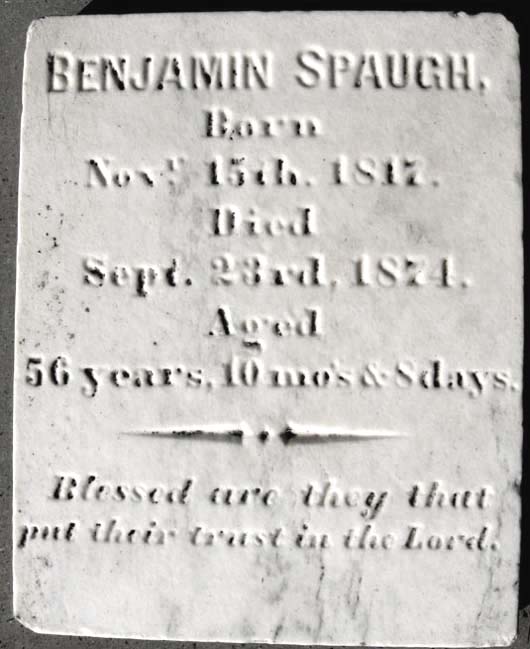 BENJAMIN SPAUGH.
Born
Novr 15th. 1817.
Died
Sept. 23rd, 1874.
Aged
56 years, 10 mo's & 8 days.
Blessed are they that
put their trust in the Lord.